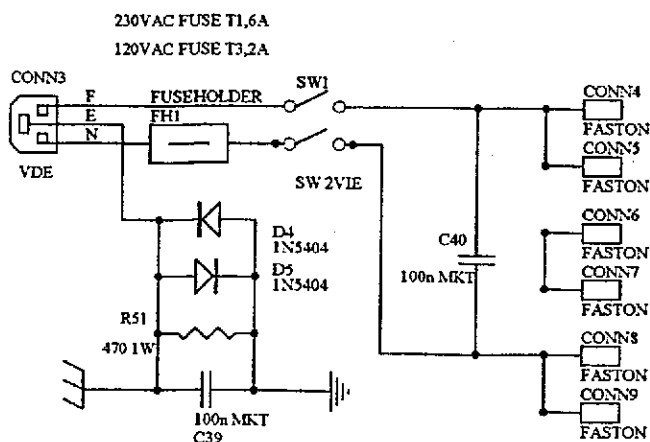 230VAC FUSE T1,6A
120VAC FUSE T3,2A
CONN3
F
E
N
VDE
FUSEHOLDER
FH1
SW1
SW 2VIE
CONN4
FASTON
CONN5
FASTON
CONN6
FASTON
CONN7
FASTON
CONN8
FASTON
CONN9
FASTON
C40
100n MKT
D4
1N5404
D5
1N5404
R51
470 1W
100n MKT
C39